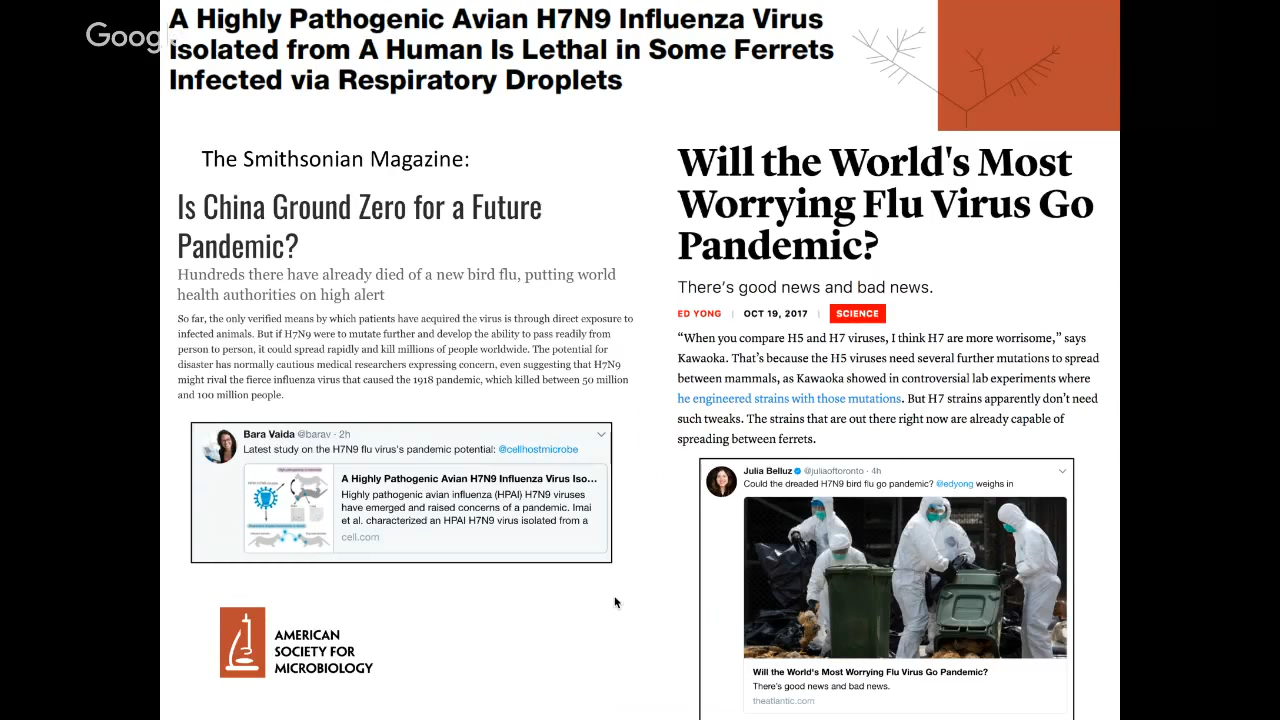 A Highly Pathogenic Avian H7N9 Influenza Virus
Isolated from A Human Is Lethal in Some Ferrets
Infected via Respiratory Droplets
Google
The Smithsonian Magazine:
Is China Ground Zero for a Future
Pandemic?
Hundreds there have already died of a new bird flu, putting world
health authorities on high alert
So far, the only verified means by which patients have acquired the virus is through direct exposure to
infected animals. But if H7N9 were to mutate further and develop the ability to pass readily from
person to person, it could spread rapidly and kill millions of people worldwide. The potential for
disaster has normally cautious medical researchers expressing concern, even suggesting that H7N9
might rival the fierce influenza virus that caused the 1918 pandemic, which killed between 50 million
and 100 million people.
Bara Vaida @barav · 2h
Latest study on the H7N9 flu virus's pandemic potential: @cellhostmicrobe
A Highly Pathogenic Avian H7N9 Influenza Virus Iso...
Highly pathogenic avian influenza (HPAI) H7N9 viruses
have emerged and raised concerns of a pandemic. Imai
et al. characterized an HPAI H7N9 virus isolated from a
cell.com
AMERICAN
SOCIETY FOR
MICROBIOLOGY
Will the World's Most
Worrying Flu Virus Go
Pandemic?
There's good news and bad news.
ED YONG | OCT 19, 2017 | SCIENCE
“When you compare H5 and H7 viruses, I think H7 are more worrisome,” says
Kawaoka. That’s because the H5 viruses need several further mutations to spread
between mammals, as Kawaoka showed in controversial lab experiments where
he engineered strains with those mutations. But H7 strains apparently don’t need
such tweaks. The strains that are out there right now are already capable of
spreading between ferrets.
Julia Belluz @juliaoftoronto · 4h
Could the dreaded H7N9 bird flu go pandemic? @edyong weighs in
Will the World's Most Worrying Flu Virus Go Pandemic?
There's good news and bad news.
theatlantic.com